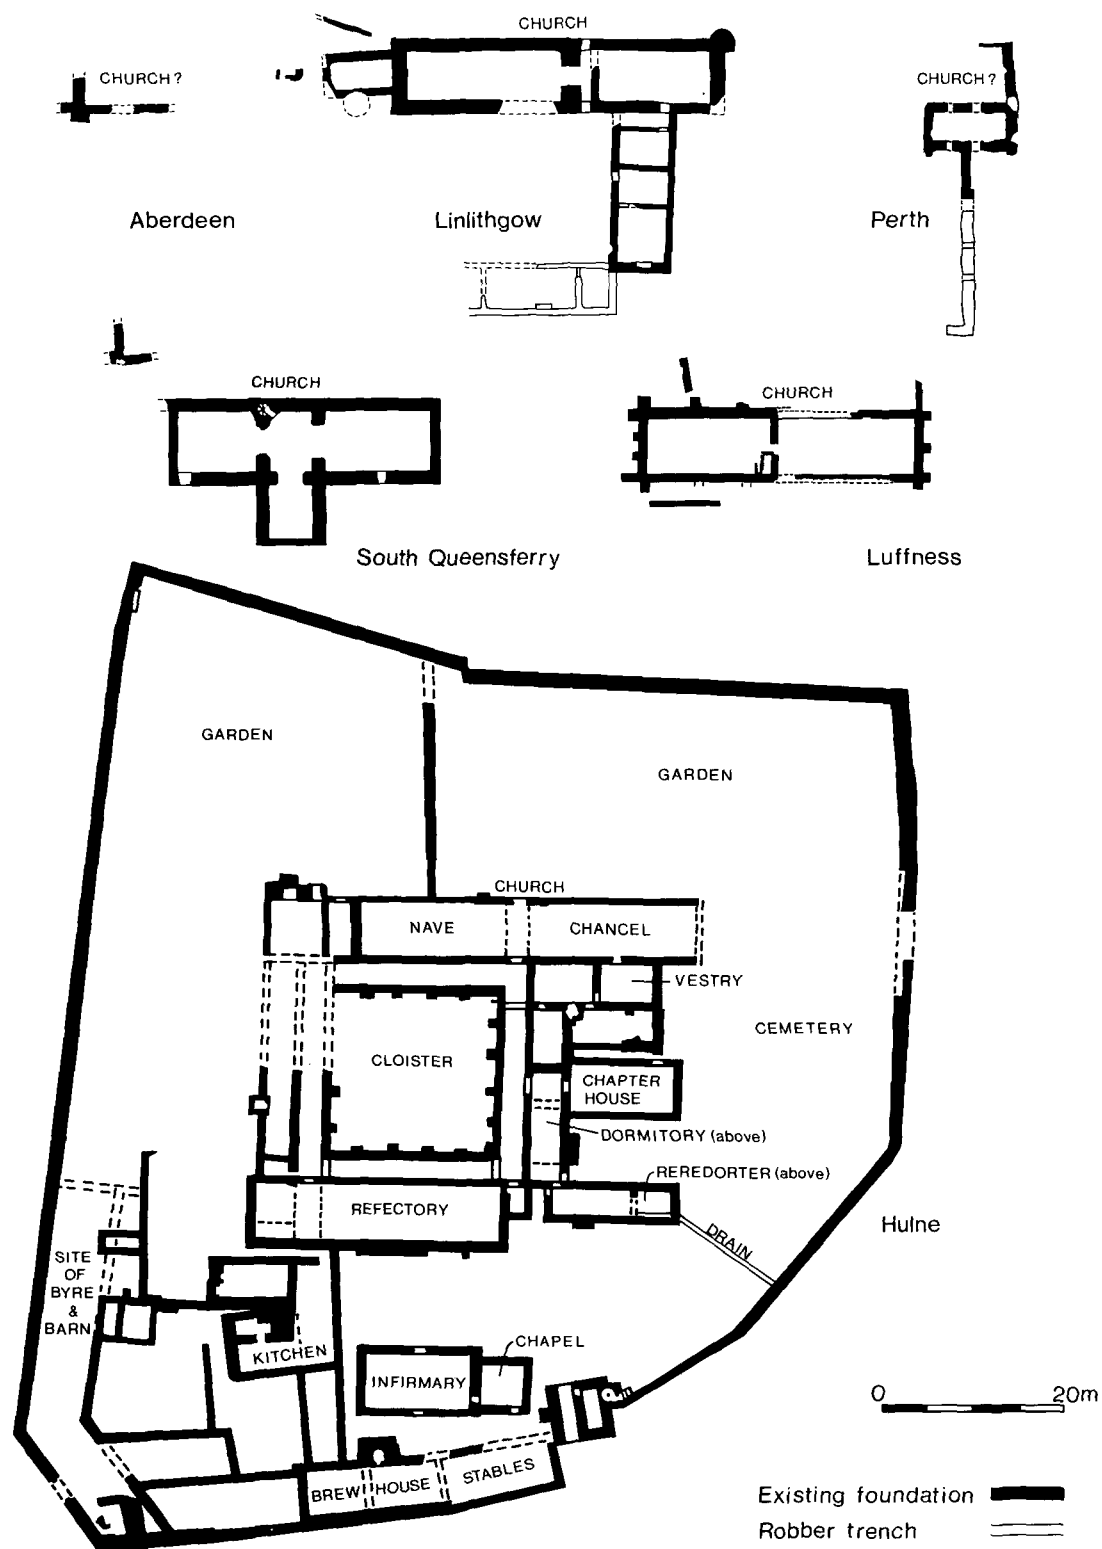 CHURCH
CHURCH?
CHURCH?
Aberdeen
Linlithgow
Perth
CHURCH
CHURCH
South Queensferry
Luffness
GARDEN
GARDEN
CHURCH
NAVE
CHANCEL
VESTRY
CEMETERY
CLOISTER
CHAPTER
HOUSE
DORMITORY (above)
REREDORTER (above)
REFECTORY
DRAIN
Hulne
SITE
OF
BYRE
&
BARN
KITCHEN
CHAPEL
INFIRMARY
BREW HOUSE
STABLES
0 20m
Existing foundation
Robber trench